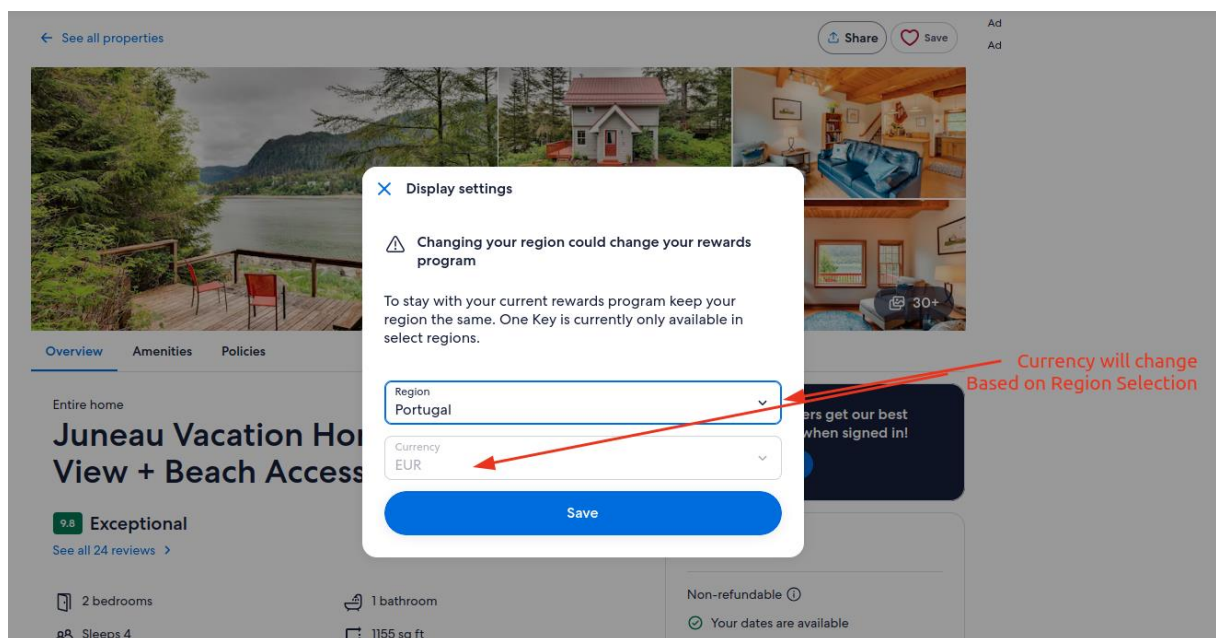 See all properties
Share
Save
Ad
Ad
30+
Display settings
Changing your region could change your rewards
program
To stay with your current rewards program keep your
region the same. One Key is currently only available in
select regions.
Region
Portugal
Currency
EUR
Save
Currency will change
Based on Region Selection
Overview Amenities Policies
Entire home
Juneau Vacation
View + Beach Access
9.8 Exceptional
See all 24 reviews
2 bedrooms
1 bathroom
Sleeps 4
1155 sq ft
get our best
when signed in!
Non-refundable
Your dates are available